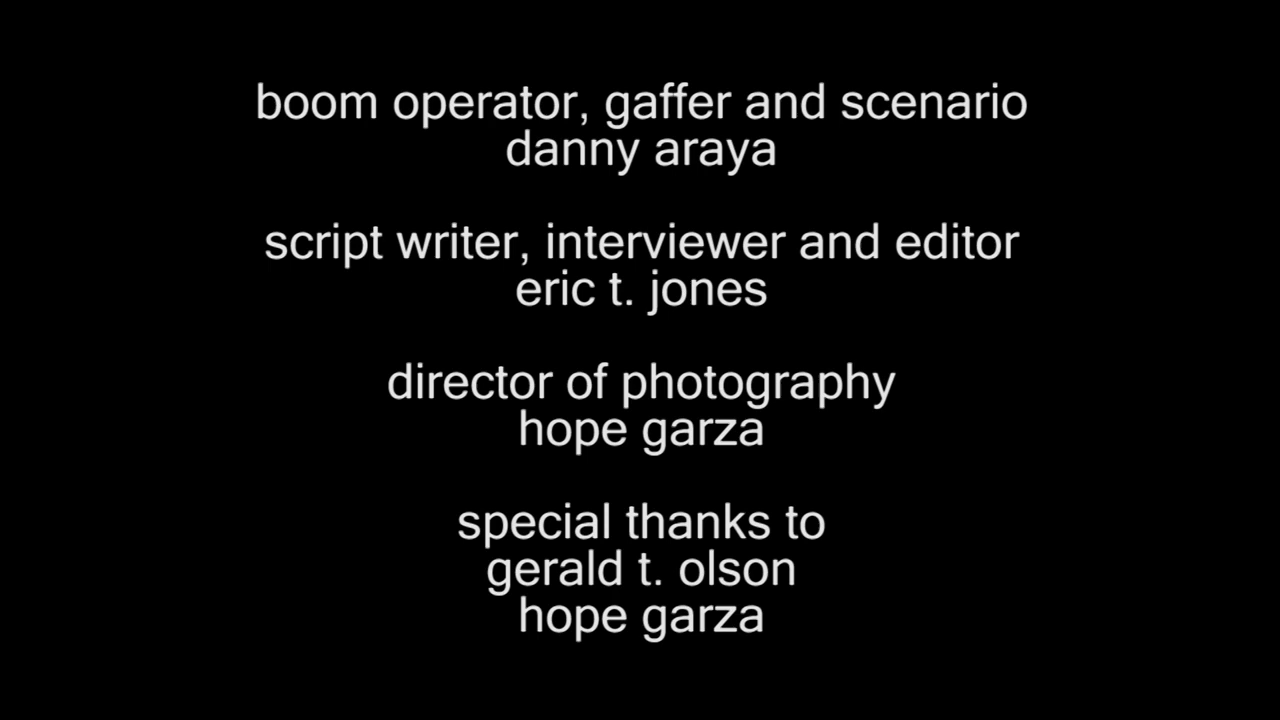 boom operator, gaffer and scenario
danny araya
script writer, interviewer and editor
eric t. jones
director of photography
hope garza
special thanks to
gerald t. olson
hope garza